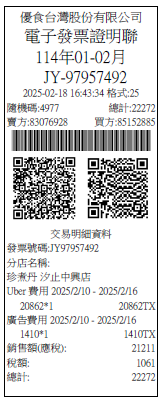 優食台灣股份有限公司
電子發票證明聯
114年01-02月
JY-97957492
2025-02-18 16:43:34 格式:25
隨機碼:4977 總計:22272
賣方:83076928 買方:85152885
交易明細資料
發票號碼:JY97957492
分店名稱:
珍煮丹 汐止中興店
Uber 費用 2025/2/10 - 2025/2/16
20862*1 20862TX
廣告費用 2025/2/10 - 2025/2/16
1410*1 1410TX
銷售額(應稅): 21211
稅額: 1061
總計: 22272